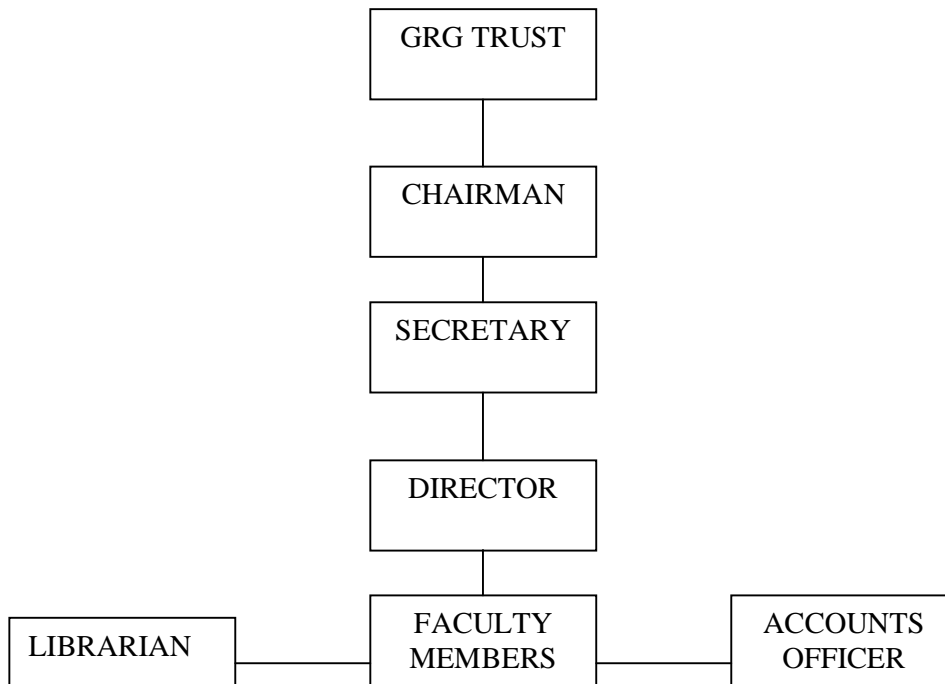 GRG TRUST
CHAIRMAN
SECRETARY
DIRECTOR
LIBRARIAN
FACULTY
MEMBERS
ACCOUNTS
OFFICER